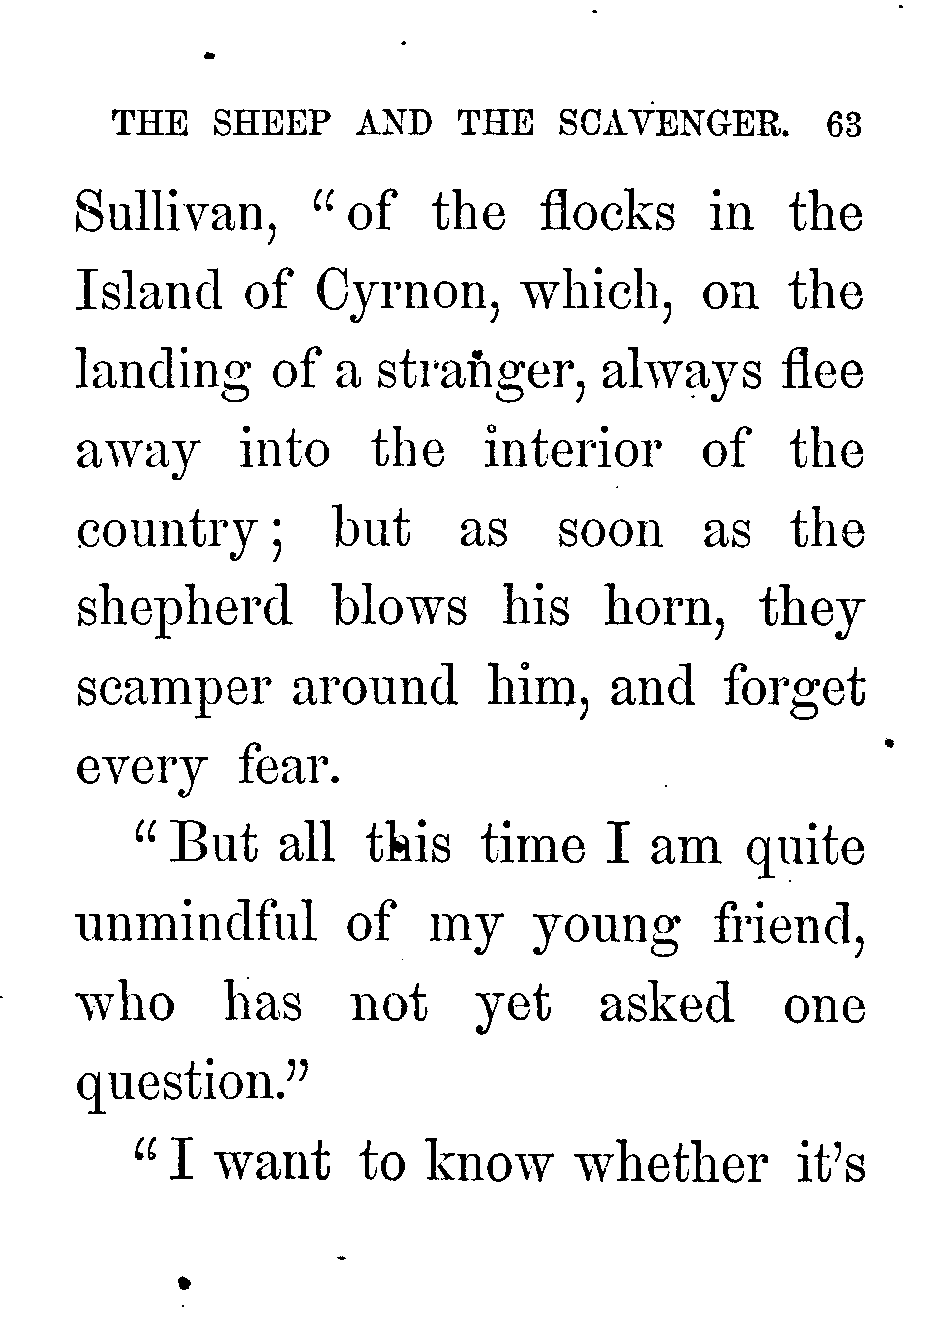 THE SHEEP AND THE SCAVENGER. 63
Sullivan, “of the flocks in the
Island of Cyrnon, which, on the
landing of a stranger, always flee
away into the interior of the
country; but as soon as the
shepherd blows his horn, they
scamper around him, and forget
every fear.
“But all this time I am quite
unmindful of my young friend,
who has not yet asked one
question.”
“I want to know whether it’s